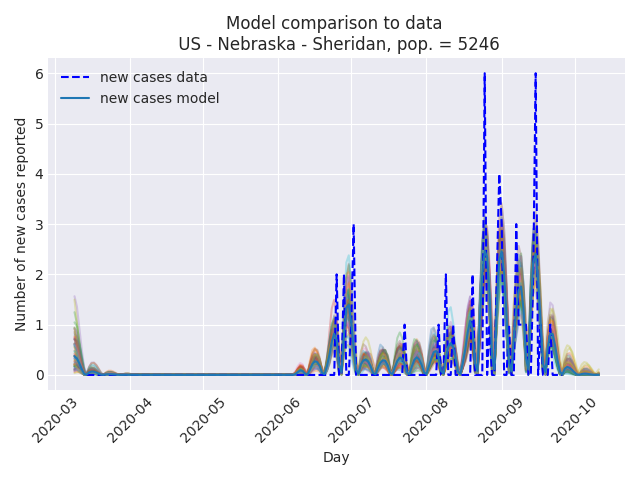 Model comparison to data
US - Nebraska - Sheridan, pop. = 5246
new cases data
new cases model
Number of new cases reported
6
5
4
3
2
1
0
2020-03
2020-04
2020-05
2020-06
2020-07
2020-08
2020-09
2020-10
Day